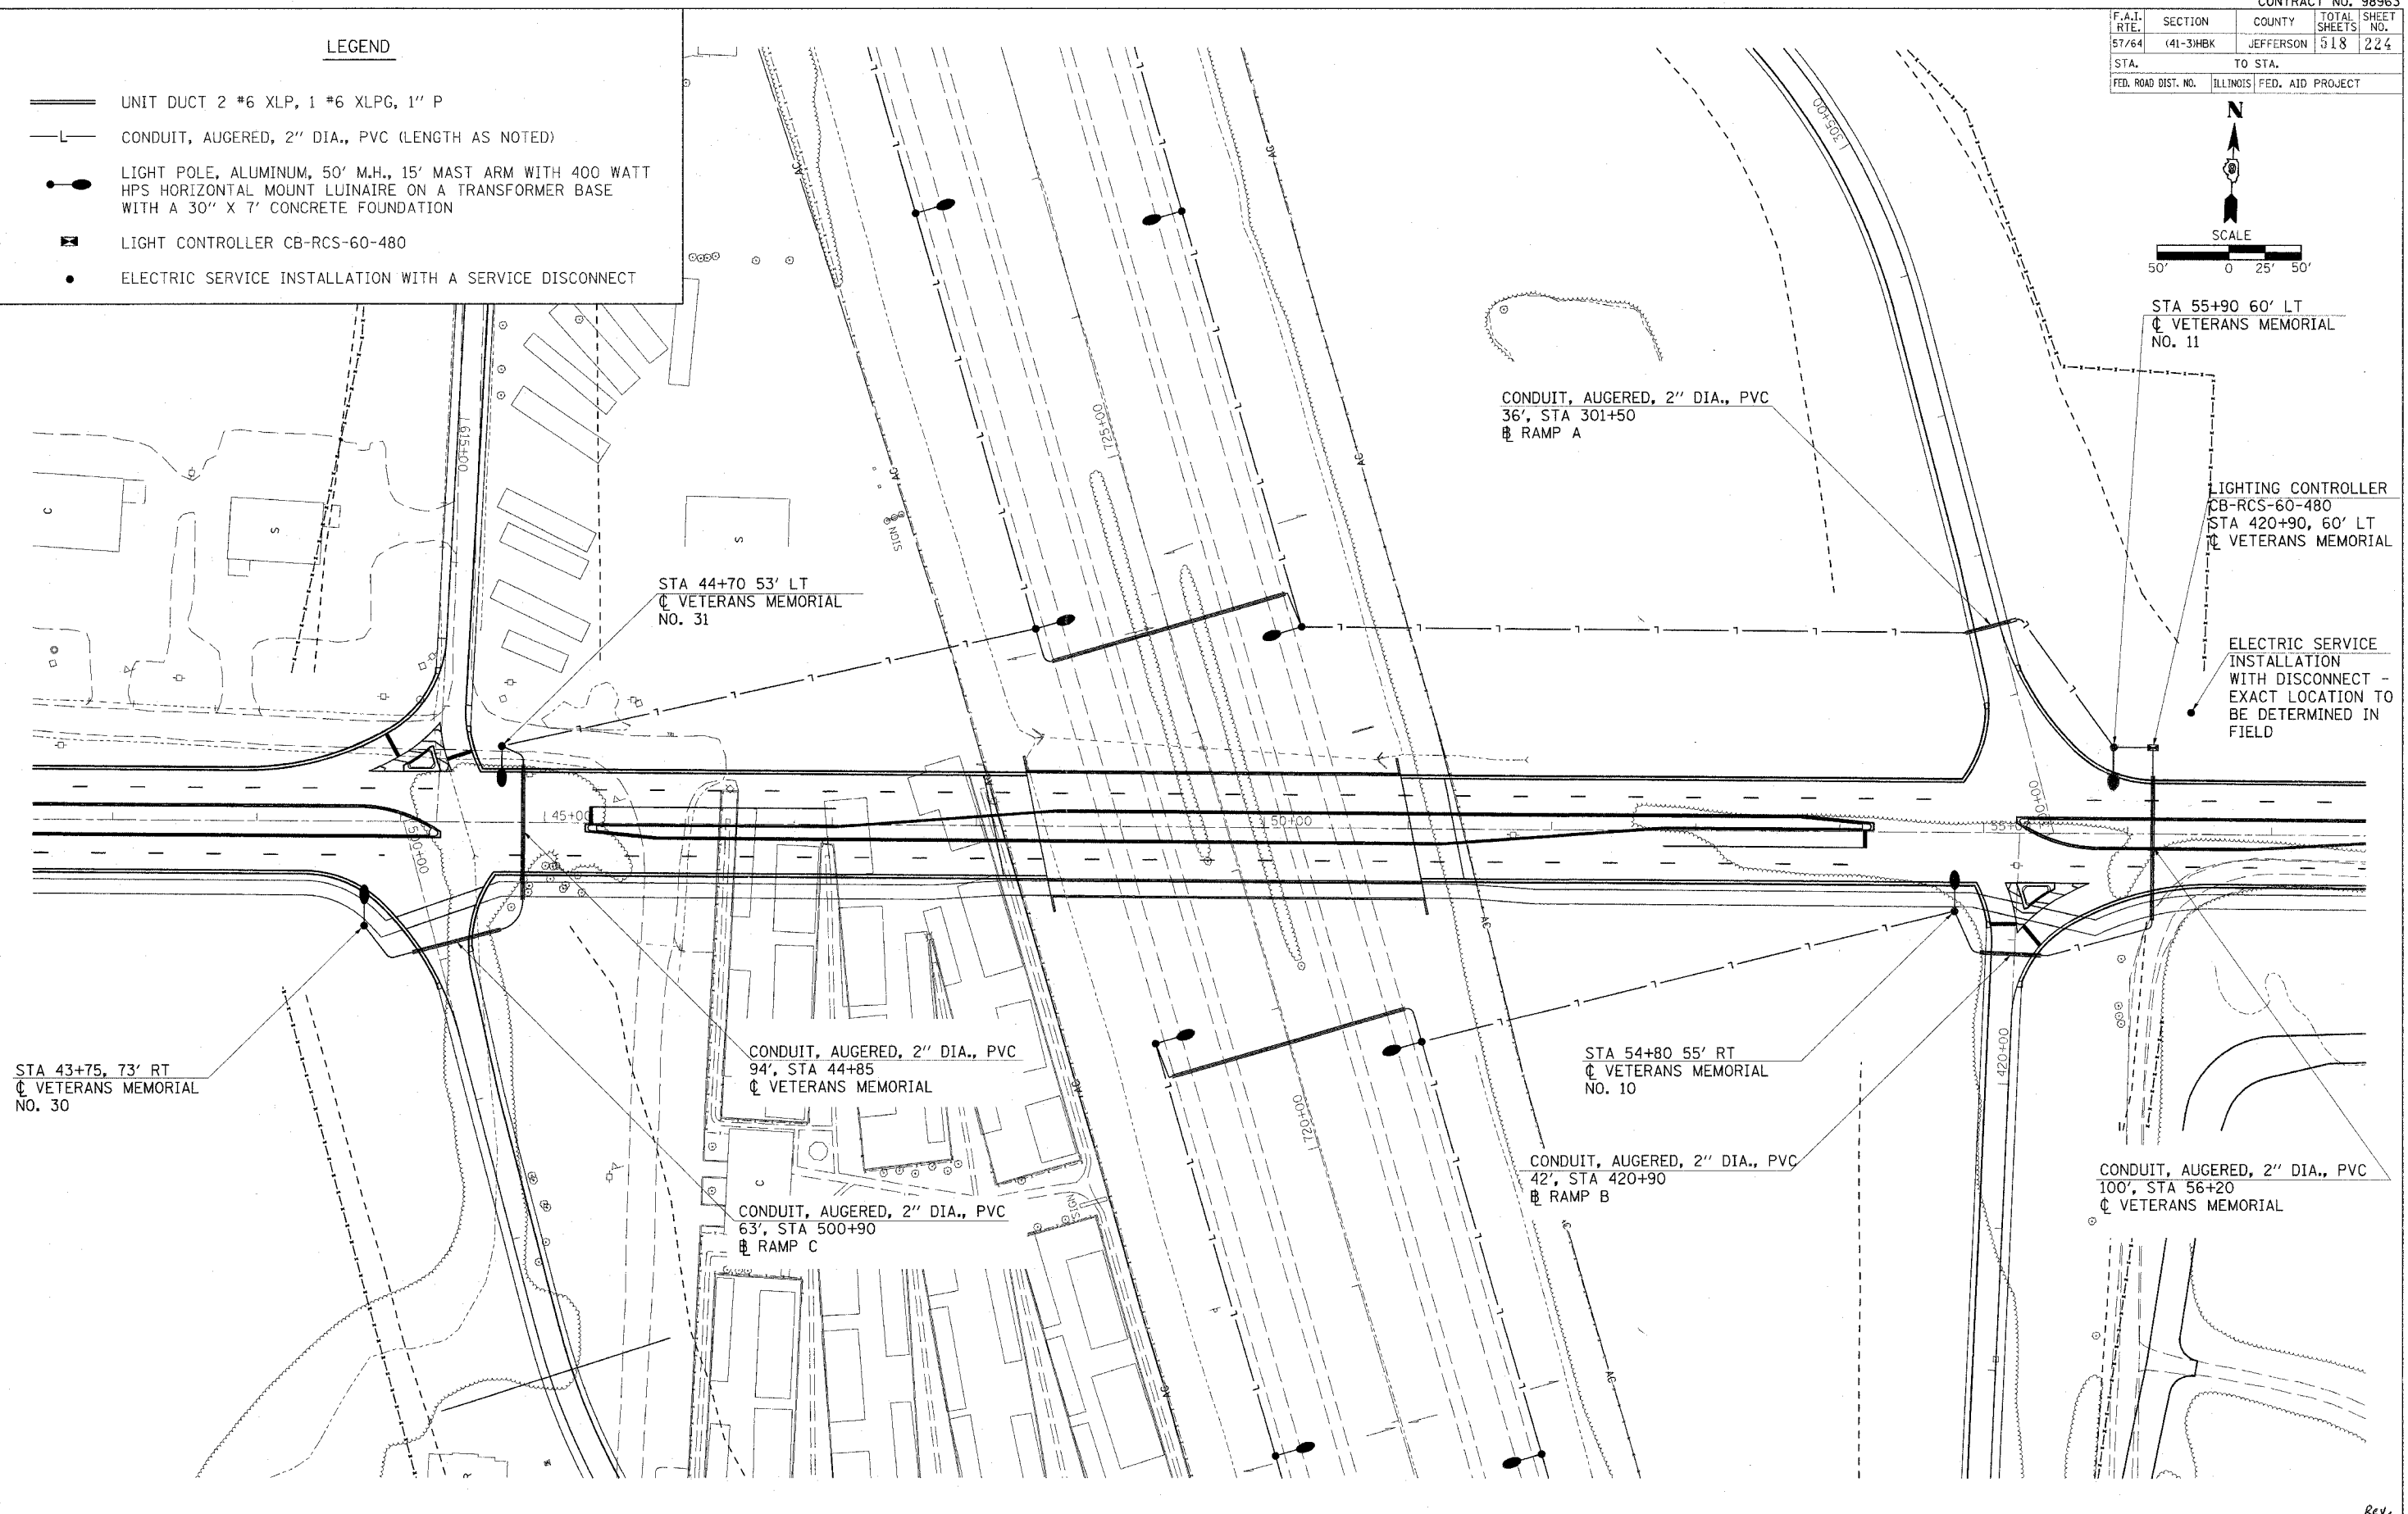 CONTRACT NO. 98963
F.A.I. RTE. SECTION COUNTY TOTAL SHEETS SHEET NO.
57/64 (41-3)HBK JEFFERSON 518 224
STA. TO STA.
FED. ROAD DIST. NO. ILLINOIS FED. AID PROJECT
LEGEND
UNIT DUCT 2 #6 XLP, 1 #6 XLPG, 1" P
L CONDUIT, AUGERED, 2" DIA., PVC (LENGTH AS NOTED)
LIGHT POLE, ALUMINUM, 50' M.H., 15' MAST ARM WITH 400 WATT
HPS HORIZONTAL MOUNT LUINAIRE ON A TRANSFORMER BASE
WITH A 30" X 7' CONCRETE FOUNDATION
LIGHT CONTROLLER CB-RCS-60-480
ELECTRIC SERVICE INSTALLATION WITH A SERVICE DISCONNECT
N
SCALE
50' 0 25' 50'
305+00
STA 55+90 60' LT
℄ VETERANS MEMORIAL
NO. 11
CONDUIT, AUGERED, 2" DIA., PVC
36', STA 301+50
B̶L̶ RAMP A
615+00
725+00
LIGHTING CONTROLLER
CB-RCS-60-480
STA 420+90, 60' LT
℄ VETERANS MEMORIAL
C
S
S
SIGN
AC
AG
AG
AG
AG
STA 44+70 53' LT
℄ VETERANS MEMORIAL
NO. 31
ELECTRIC SERVICE
INSTALLATION
WITH DISCONNECT -
EXACT LOCATION TO
BE DETERMINED IN
FIELD
45+00
50+00
500+00
STA 43+75, 73' RT
℄ VETERANS MEMORIAL
NO. 30
CONDUIT, AUGERED, 2" DIA., PVC
94', STA 44+85
℄ VETERANS MEMORIAL
STA 54+80 55' RT
℄ VETERANS MEMORIAL
NO. 10
720+00
420+00
CONDUIT, AUGERED, 2" DIA., PVC
42', STA 420+90
B̶L̶ RAMP B
CONDUIT, AUGERED, 2" DIA., PVC
100', STA 56+20
℄ VETERANS MEMORIAL
CONDUIT, AUGERED, 2" DIA., PVC
63', STA 500+90
B̶L̶ RAMP C
C
SIGN
AG
AG
AG
R
Rev.